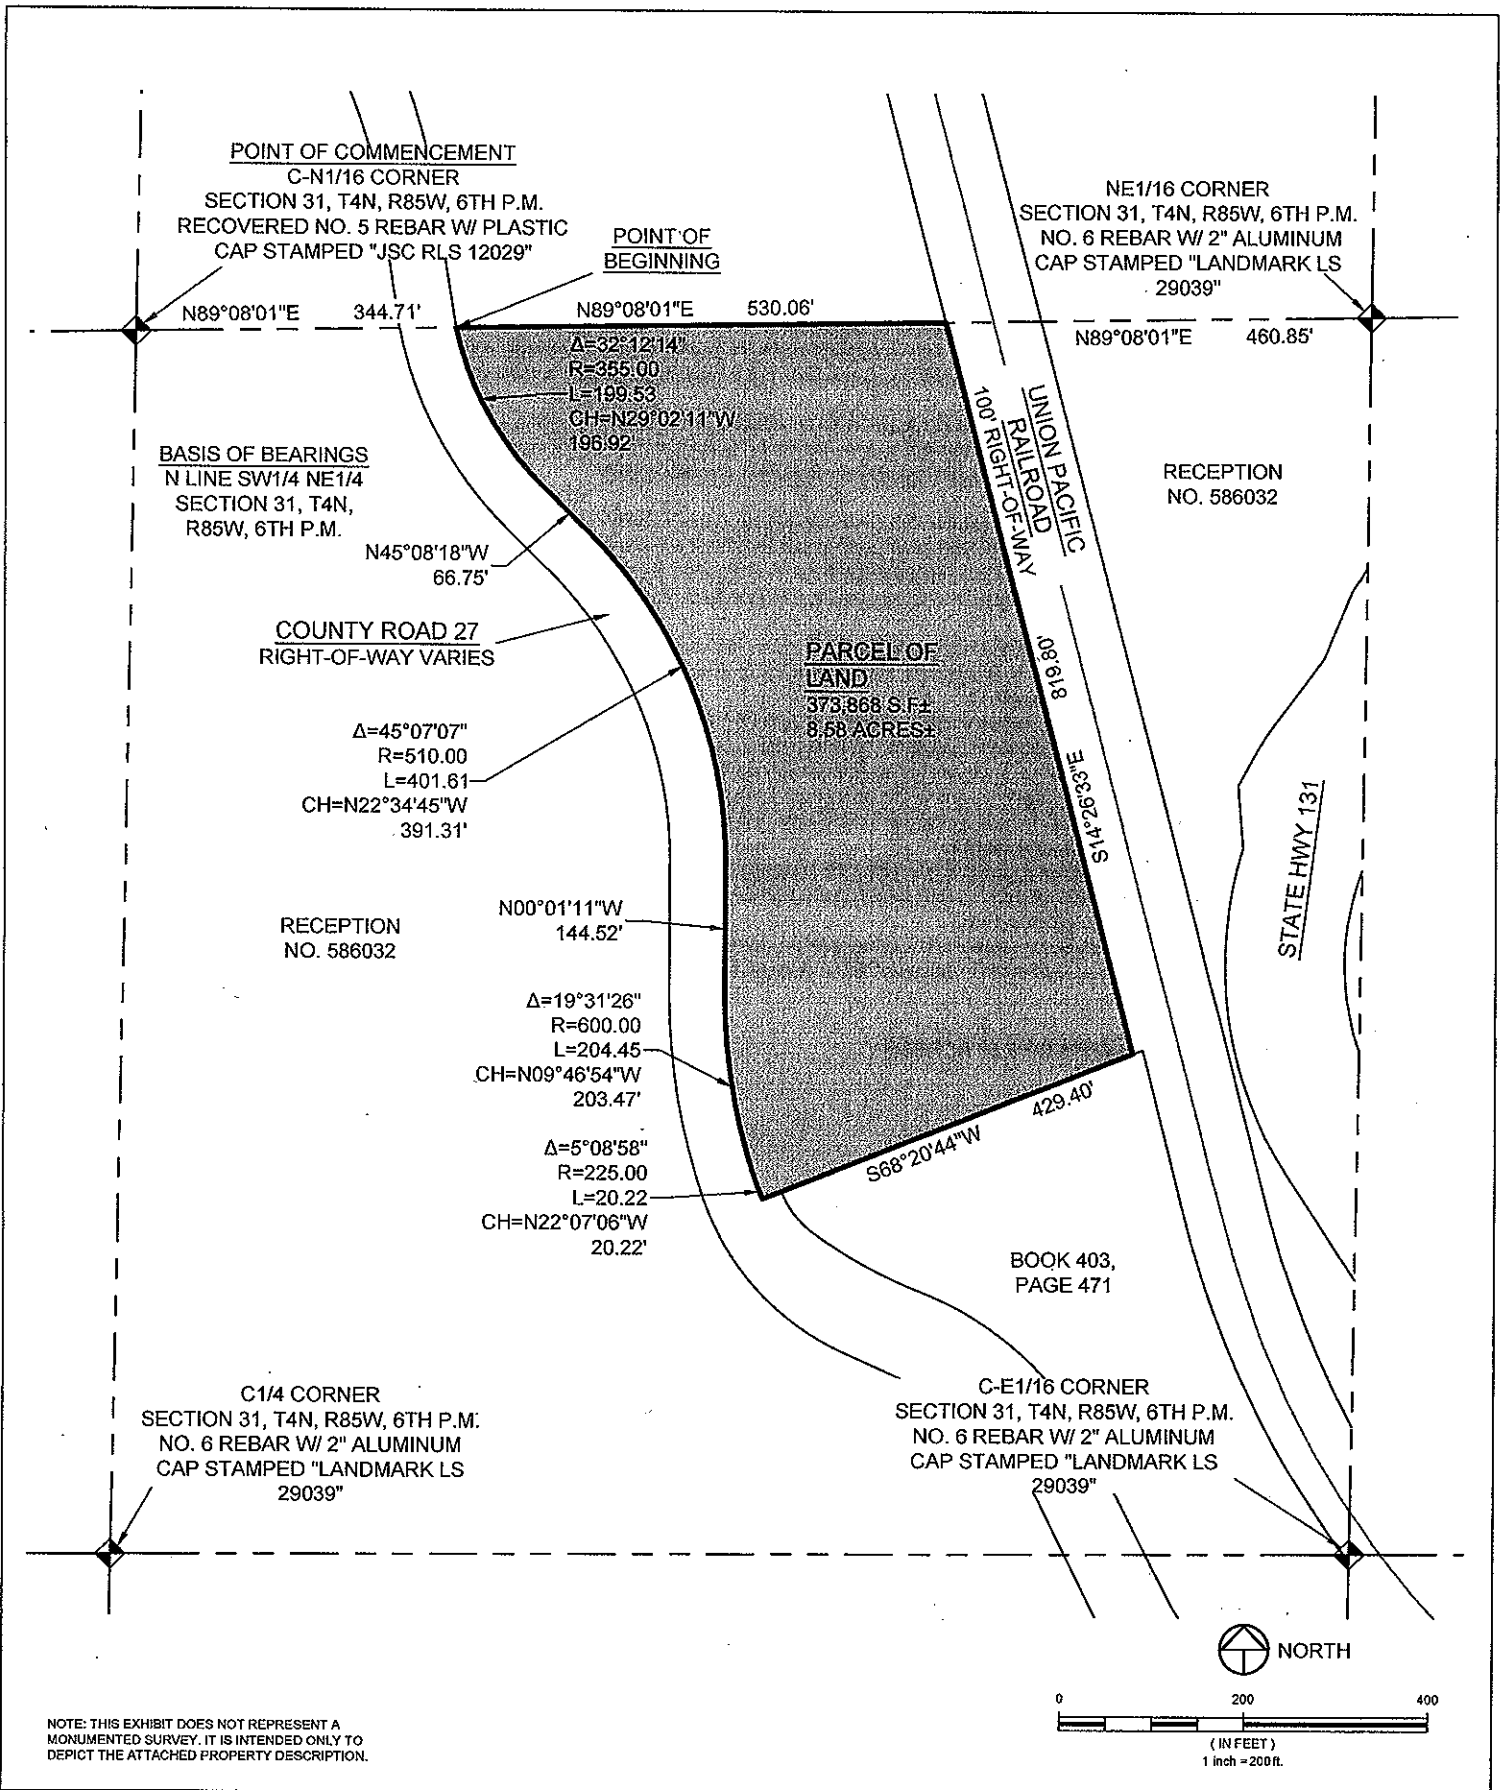 POINT OF COMMENCEMENT
C-N1/16 CORNER
SECTION 31, T4N, R85W, 6TH P.M.
RECOVERED NO. 5 REBAR W/ PLASTIC
CAP STAMPED "JSC RLS 12029"
POINT OF
BEGINNING
NE1/16 CORNER
SECTION 31, T4N, R85W, 6TH P.M.
NO. 6 REBAR W/ 2" ALUMINUM
CAP STAMPED "LANDMARK LS
29039"
N89°08'01"E 344.71'
N89°08'01"E 530.06'
N89°08'01"E 460.85'
Δ=32°12'14"
R=355.00
L=199.53
CH=N29°02'11"W
196.92'
UNION PACIFIC
RAILROAD
100' RIGHT-OF-WAY
BASIS OF BEARINGS
N LINE SW1/4 NE1/4
SECTION 31, T4N,
R85W, 6TH P.M.
RECEPTION
NO. 586032
N45°08'18"W
66.75'
COUNTY ROAD 27
RIGHT-OF-WAY VARIES
PARCEL OF
LAND
373,868 S.F±
8.58 ACRES±
819.80'
S14°26'33"E
Δ=45°07'07"
R=510.00
L=401.61
CH=N22°34'45"W
391.31'
STATE HWY 131
RECEPTION
NO. 586032
N00°01'11"W
144.52'
Δ=19°31'26"
R=600.00
L=204.45
CH=N09°46'54"W
203.47'
S68°20'44"W 429.40'
Δ=5°08'58"
R=225.00
L=20.22
CH=N22°07'06"W
20.22'
BOOK 403,
PAGE 471
C1/4 CORNER
SECTION 31, T4N, R85W, 6TH P.M.
NO. 6 REBAR W/ 2" ALUMINUM
CAP STAMPED "LANDMARK LS
29039"
C-E1/16 CORNER
SECTION 31, T4N, R85W, 6TH P.M.
NO. 6 REBAR W/ 2" ALUMINUM
CAP STAMPED "LANDMARK LS
29039"
NORTH
0 200 400
( IN FEET )
1 inch = 200 ft.
NOTE: THIS EXHIBIT DOES NOT REPRESENT A
MONUMENTED SURVEY. IT IS INTENDED ONLY TO
DEPICT THE ATTACHED PROPERTY DESCRIPTION.